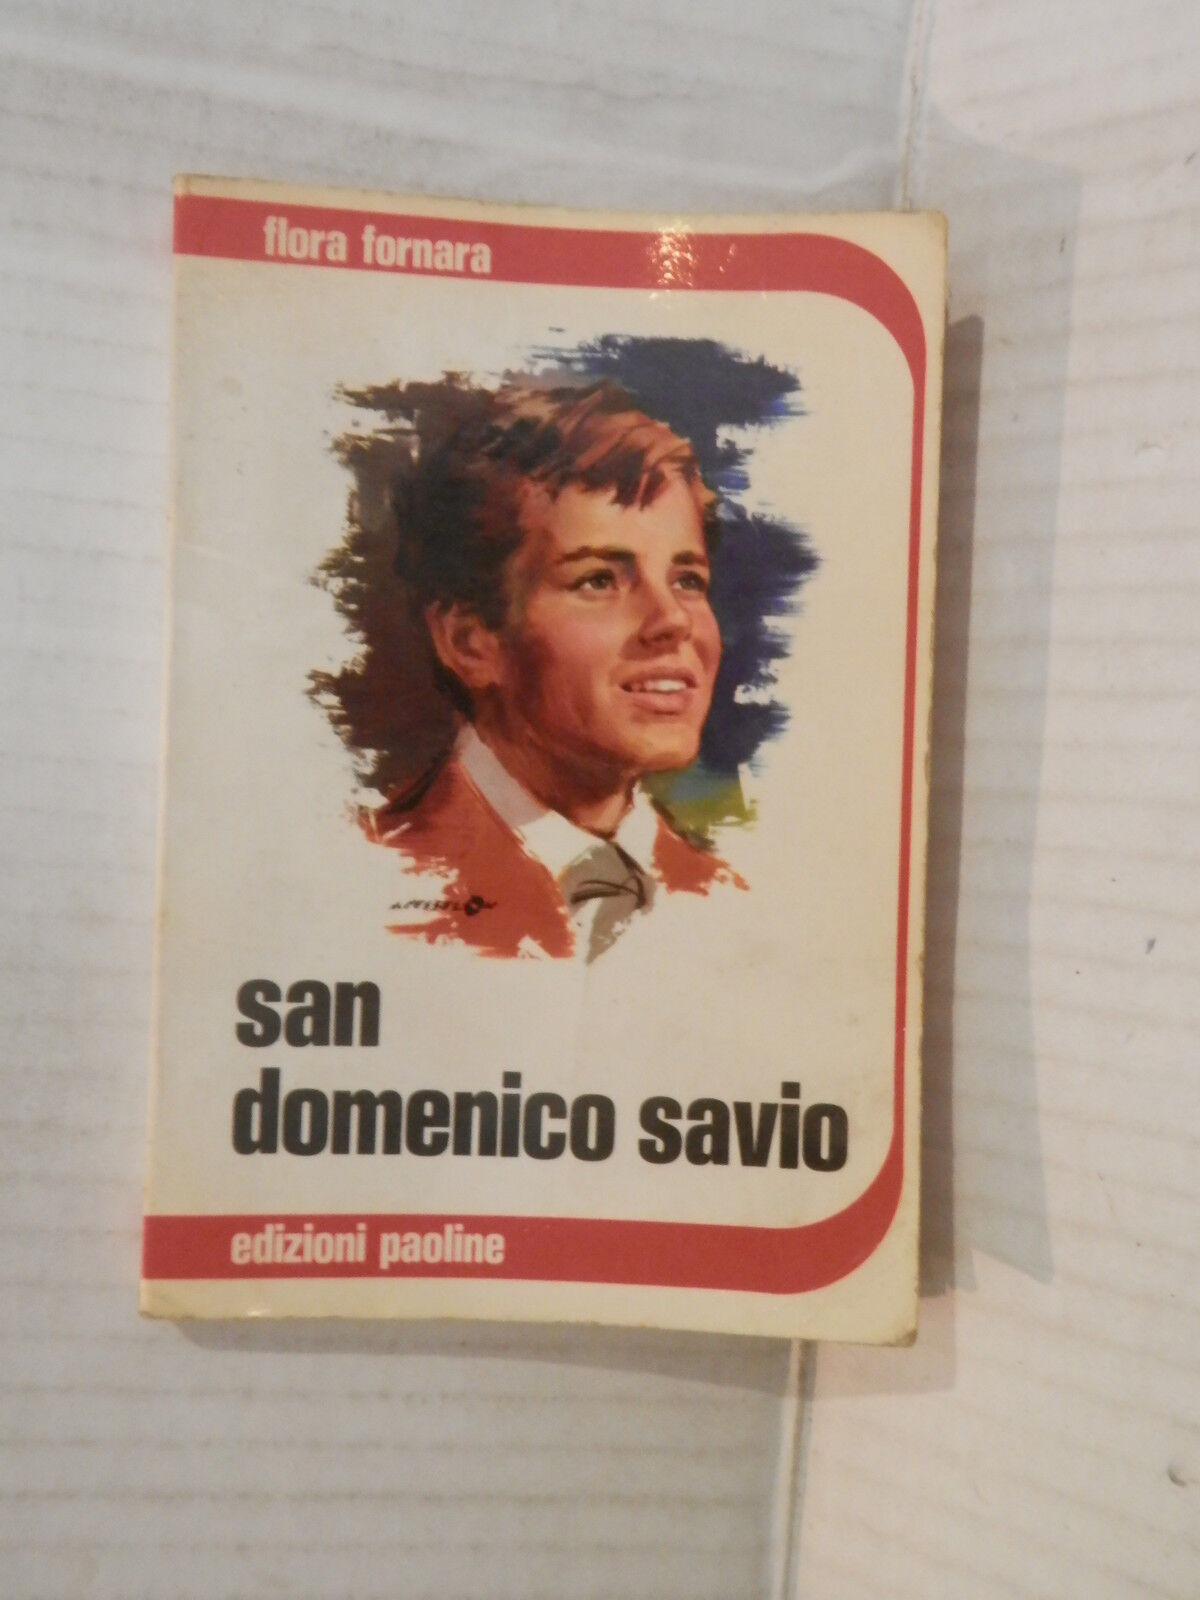 flora fornara
san
domenico savio
edizioni paoline